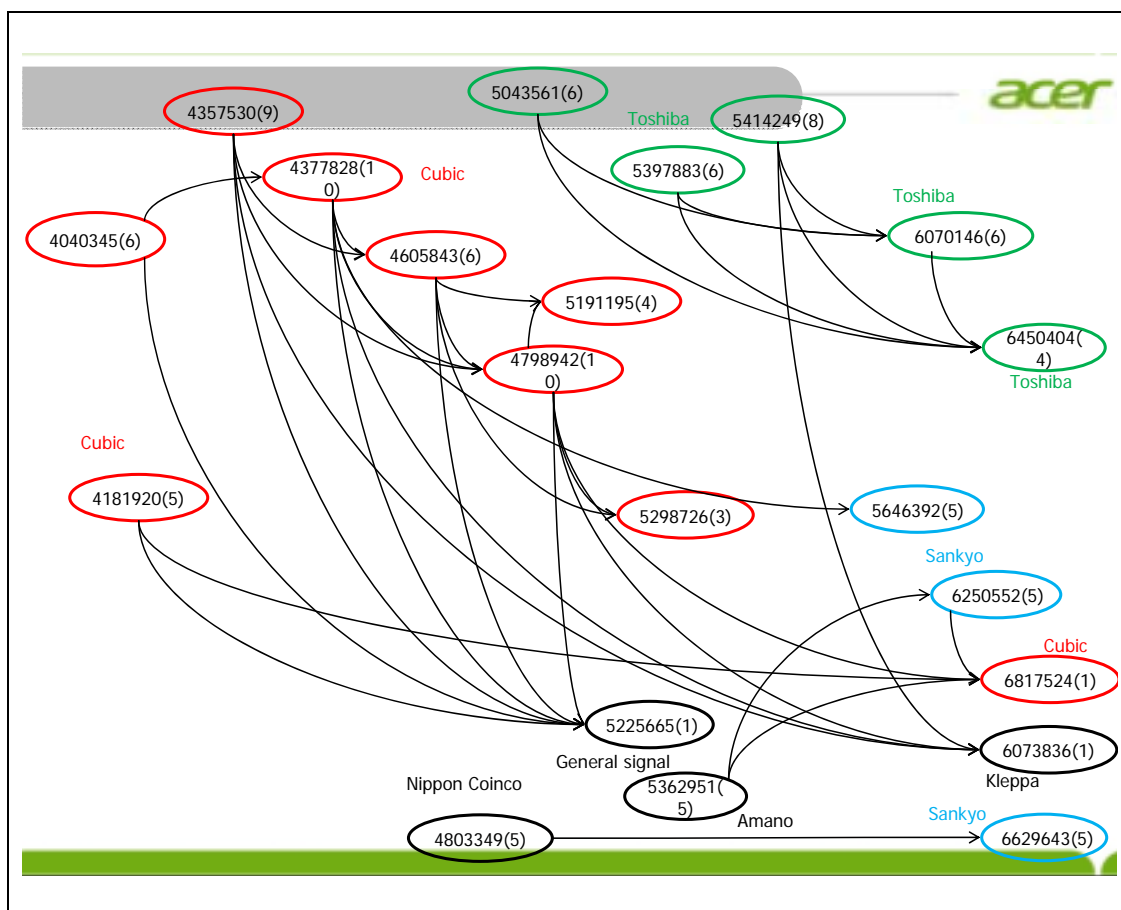 acer
5043561(6)
4357530(9)
Toshiba
5414249(8)
5397883(6)
4377828(1
0)
Cubic
Toshiba
4040345(6)
6070146(6)
4605843(6)
5191195(4)
6450404(
4)
Toshiba
4798942(1
0)
Cubic
4181920(5)
5298726(3)
5646392(5)
Sankyo
6250552(5)
Cubic
6817524(1)
5225665(1)
General signal
6073836(1)
Kleppa
Nippon Coinco
5362951(
5)
Amano
Sankyo
4803349(5)
6629643(5)